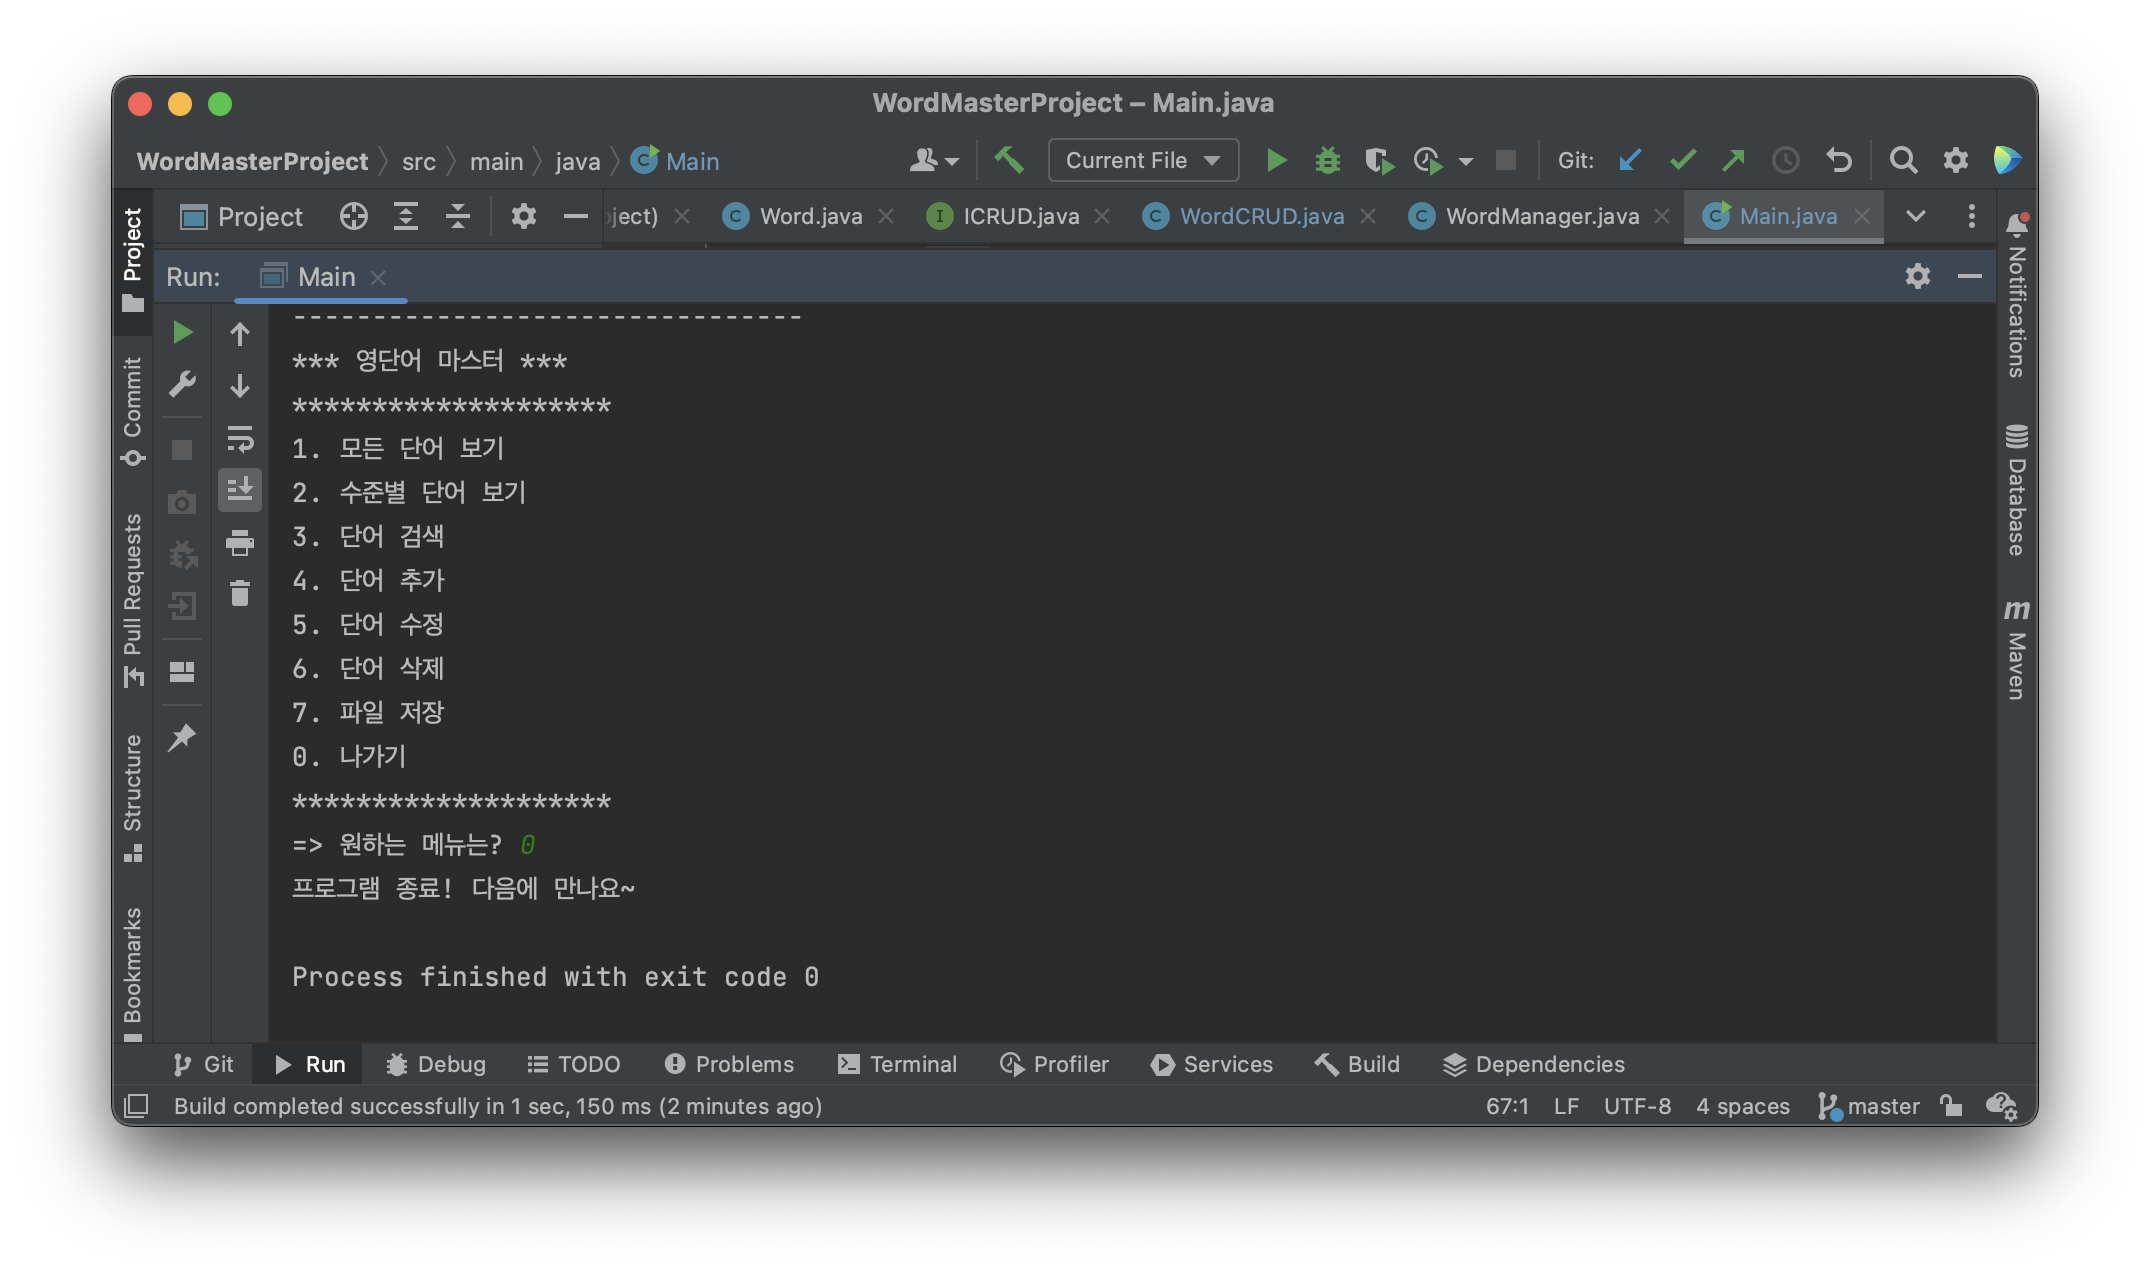 WordMasterProject – Main.java
WordMasterProject src main java Main
Current File
Git:
Project
ject)
Word.java
ICRUD.java
WordCRUD.java
WordManager.java
Main.java
Run: Main
-------------------------------- 
*** 영단어 마스터 ***
********************
1. 모든 단어 보기
2. 수준별 단어 보기
3. 단어 검색
4. 단어 추가
5. 단어 수정
6. 단어 삭제
7. 파일 저장
0. 나가기
********************
=> 원하는 메뉴는? 0
프로그램 종료! 다음에 만나요~
Process finished with exit code 0
Project
Commit
Pull Requests
Structure
Bookmarks
Notifications
Database
m Maven
Git Run Debug TODO Problems Terminal Profiler Services Build Dependencies
Build completed successfully in 1 sec, 150 ms (2 minutes ago)
67:1 LF UTF-8 4 spaces master